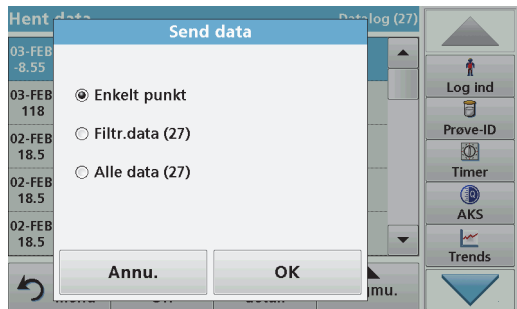 Hent data
Datalog (27)
Send data
03-FEB
-8.55
03-FEB
118
02-FEB
18.5
02-FEB
18.5
02-FEB
18.5
Enkelt punkt
Filtr.data (27)
Alle data (27)
Annu.
OK
Log ind
Prøve-ID
Timer
AKS
Trends